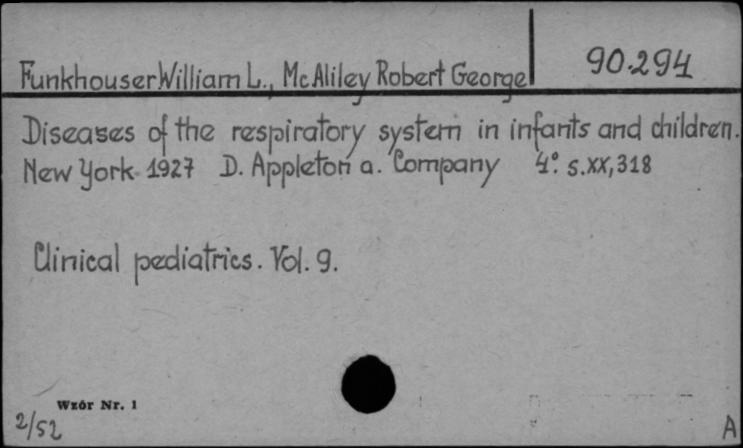 90.294
Funkhouser William L., McAliley Robert George
Diseases of the respiratory system in infants and children.
New York 1927 D. Appleton a. Company 4°. s.XX,318
Clinical pediatrics. Vol. 9.
Wzór Nr. 1
2/52
A